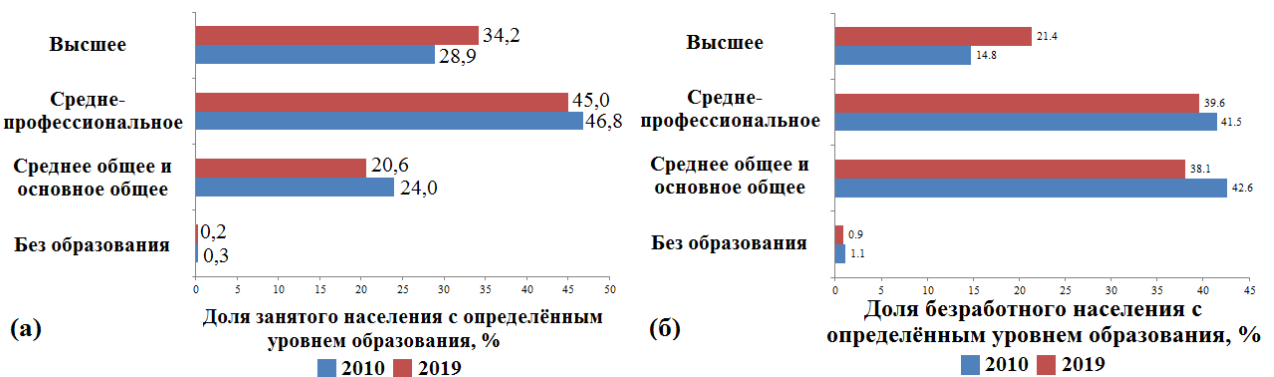 Высшее
34,2
28,9
Средне-
профессиональное
45,0
46,8
Среднее общее и
основное общее
20,6
24,0
Без образования
0,2
0,3
0 5 10 15 20 25 30 35 40 45 50
(а)
Доля занятого населения с определённым
уровнем образования, %
2010 2019
Высшее
21.4
14.8
Средне-
профессиональное
39.6
41.5
Среднее общее и
основное общее
38.1
42.6
Без образования
0.9
1.1
0 5 10 15 20 25 30 35 40 45
(б)
Доля безработного населения с
определённым уровнем образования, %
2010 2019